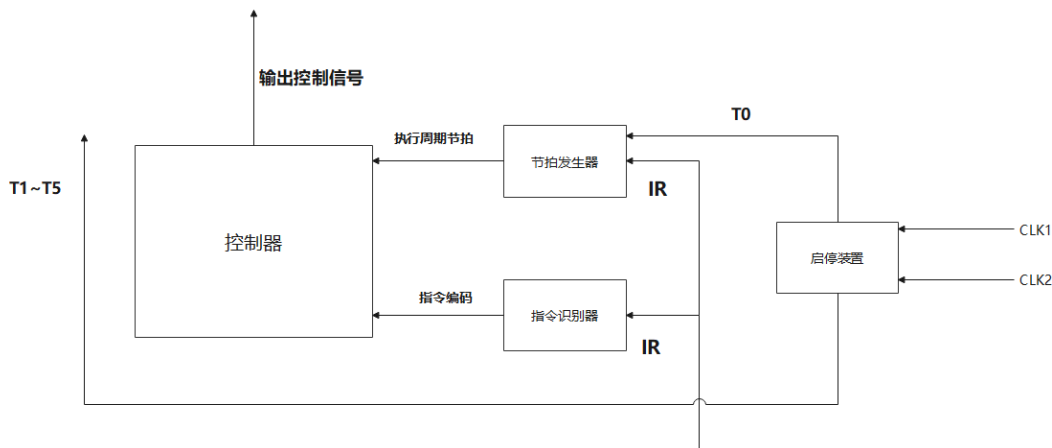 输出控制信号
T0
执行周期节拍
节拍发生器
T1~T5
IR
控制器
CLK1
启停装置
CLK2
指令编码
指令识别器
IR